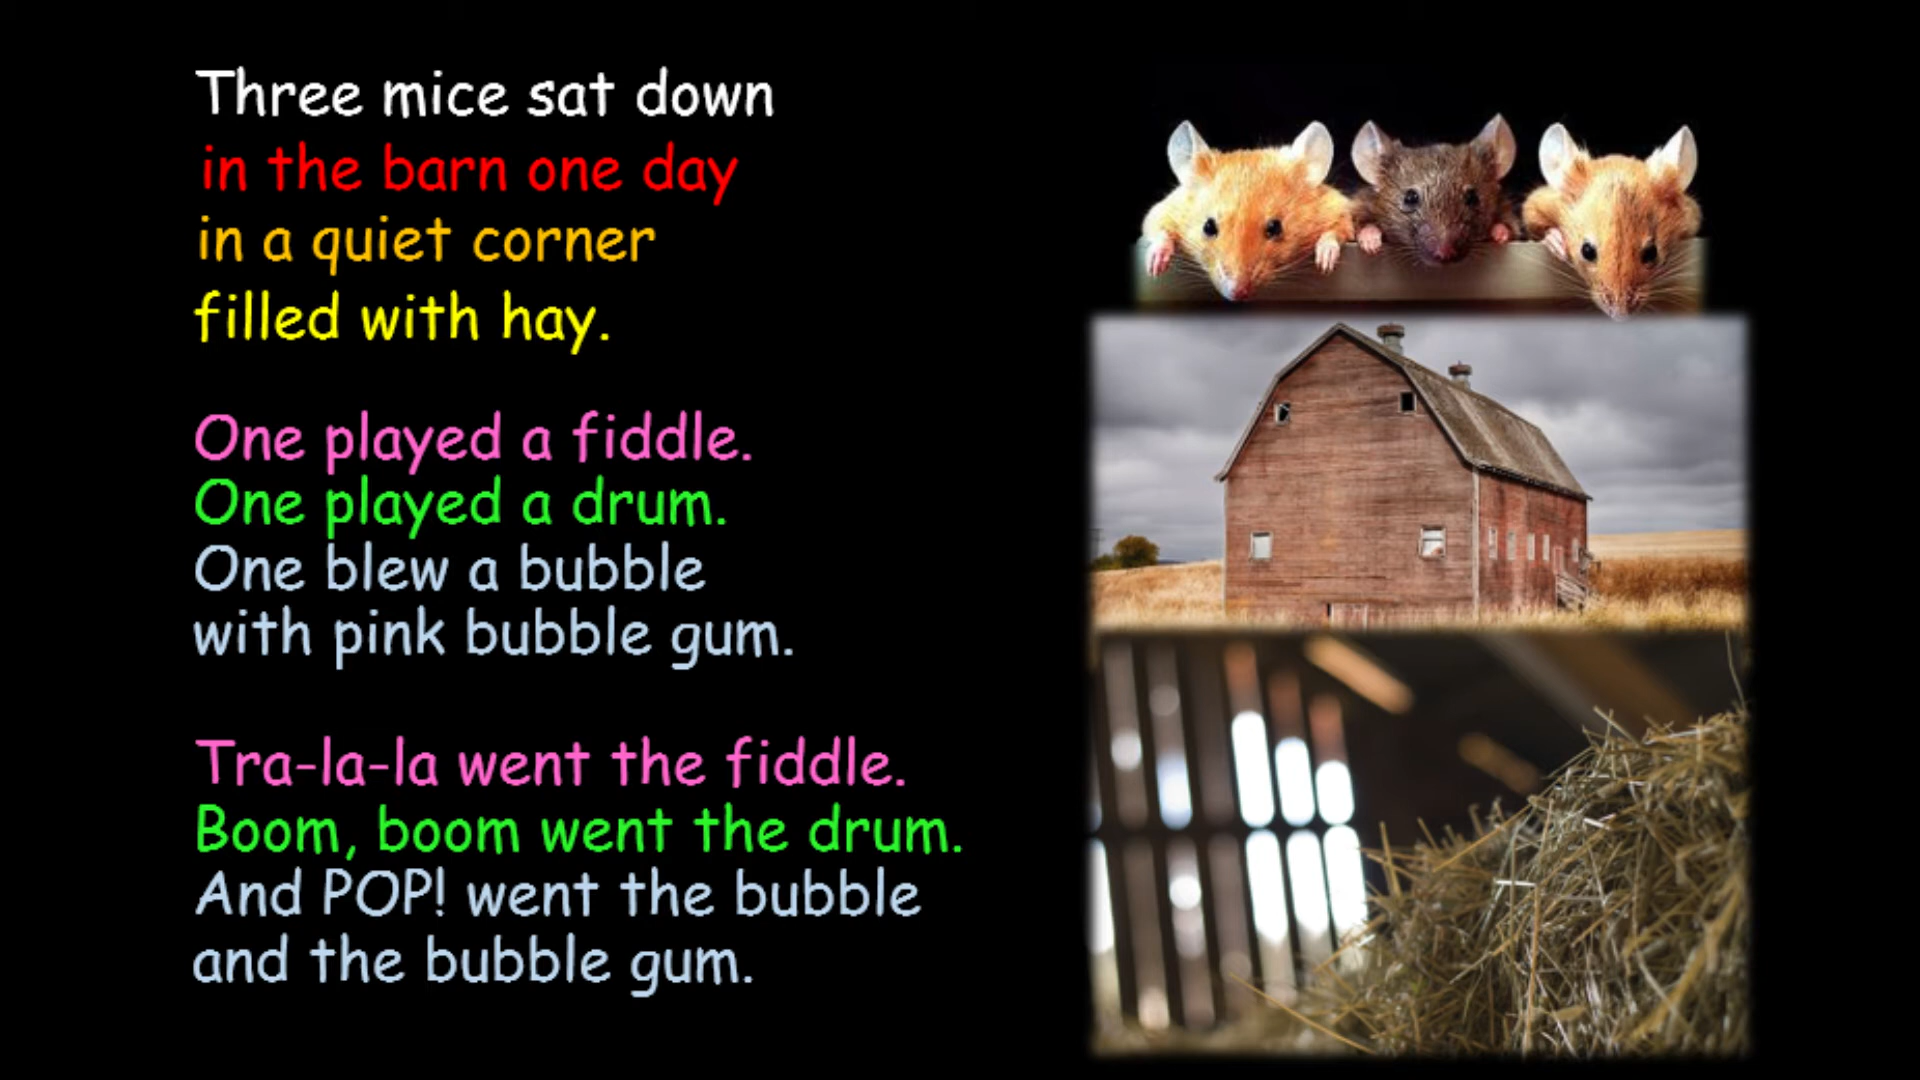 Three mice sat down
in the barn one day
in a quiet corner
filled with hay.
One played a fiddle.
One played a drum.
One blew a bubble
with pink bubble gum.
Tra-la-la went the fiddle.
Boom, boom went the drum.
And POP! went the bubble
and the bubble gum.